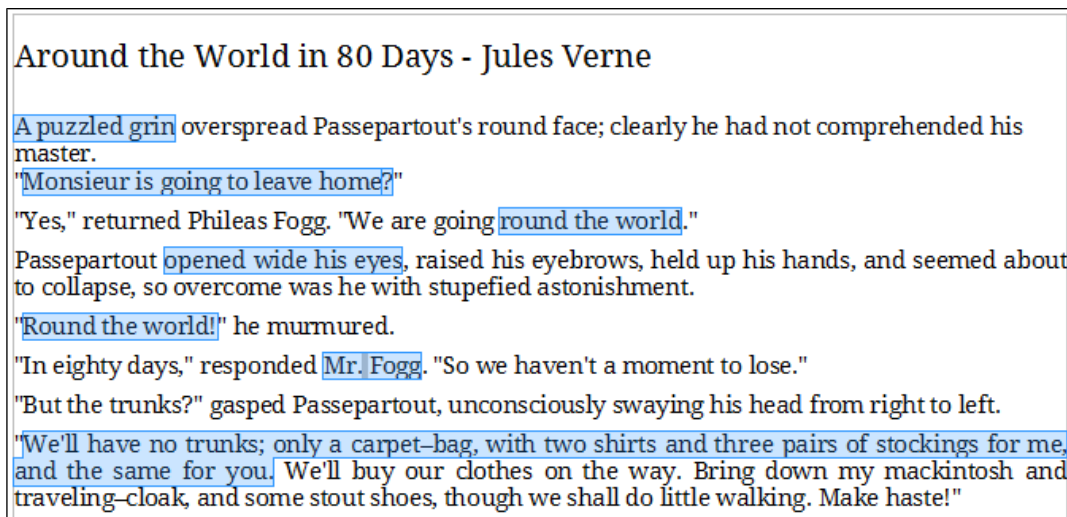 Around the World in 80 Days - Jules Verne
A puzzled grin overspread Passepartout's round face; clearly he had not comprehended his
master.
"Monsieur is going to leave home?"
"Yes," returned Phileas Fogg. "We are going round the world."
Passepartout opened wide his eyes, raised his eyebrows, held up his hands, and seemed about
to collapse, so overcome was he with stupefied astonishment.
"Round the world!" he murmured.
"In eighty days," responded Mr. Fogg. "So we haven't a moment to lose."
"But the trunks?" gasped Passepartout, unconsciously swaying his head from right to left.
"We'll have no trunks; only a carpet–bag, with two shirts and three pairs of stockings for me,
and the same for you. We'll buy our clothes on the way. Bring down my mackintosh and
traveling–cloak, and some stout shoes, though we shall do little walking. Make haste!"